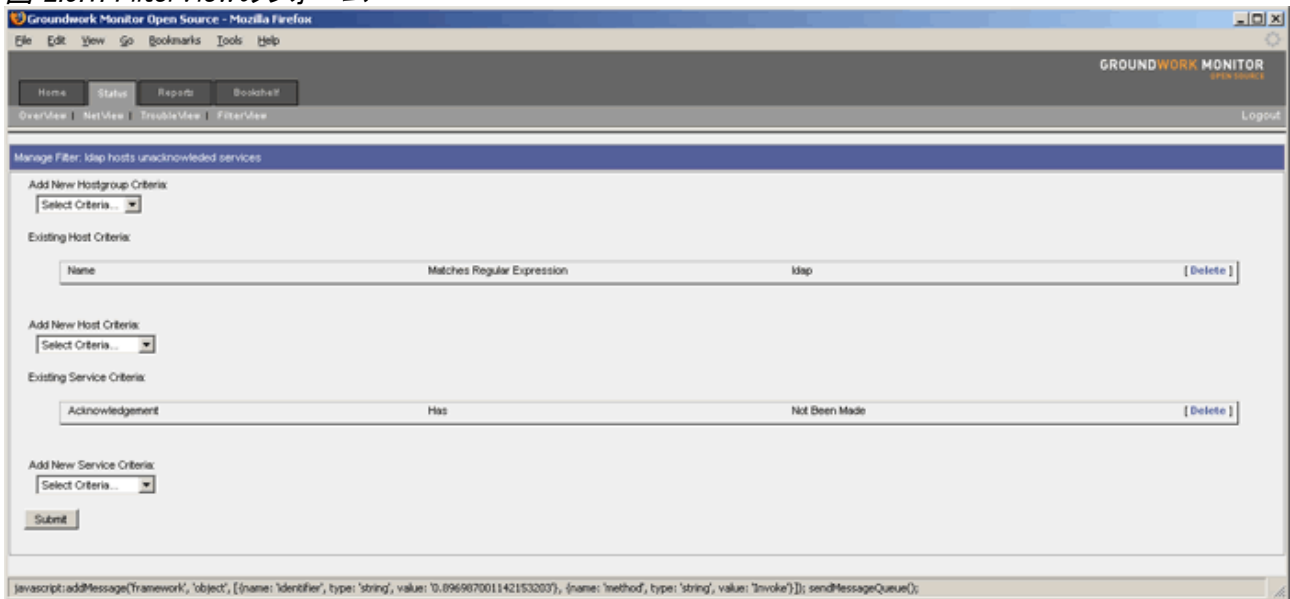 Groundwork Monitor Open Source - Mozilla Firefox
File Edit View Go Bookmarks Tools Help
GROUNDWORK MONITOR
OPEN SOURCE
Home Status Reports Bookshelf
OverView | NetView | TroubleView | FilterView Logout
Manage Filter: ldap hosts unacknowleded services
Add New Hostgroup Criteria:
Select Criteria...
Existing Host Criteria:
Name Matches Regular Expression ldap [ Delete ]
Add New Host Criteria:
Select Criteria...
Existing Service Criteria:
Acknowledgement Has Not Been Made [ Delete ]
Add New Service Criteria:
Select Criteria...
Submit
javascript:addMessage('framework', 'object', [{name: 'identifier', type: 'string', value: '0.8969870011421532­03'}, {name: 'method', type: 'string', value: 'Invoke'}]); sendMessageQueue();